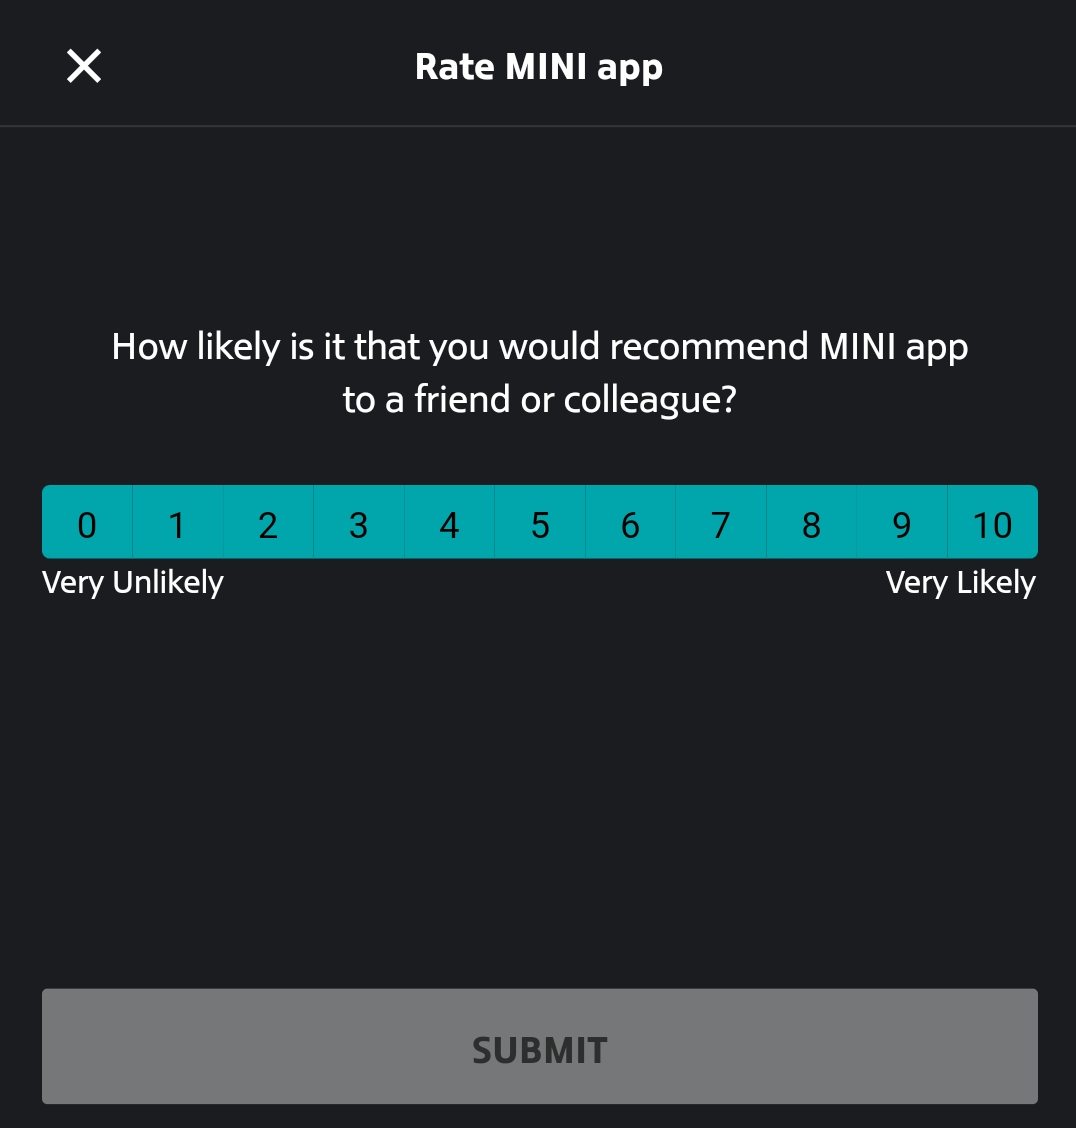 Rate MINI app
How likely is it that you would recommend MINI app
to a friend or colleague?
0 1 2 3 4 5 6 7 8 9 10
Very Unlikely Very Likely
SUBMIT